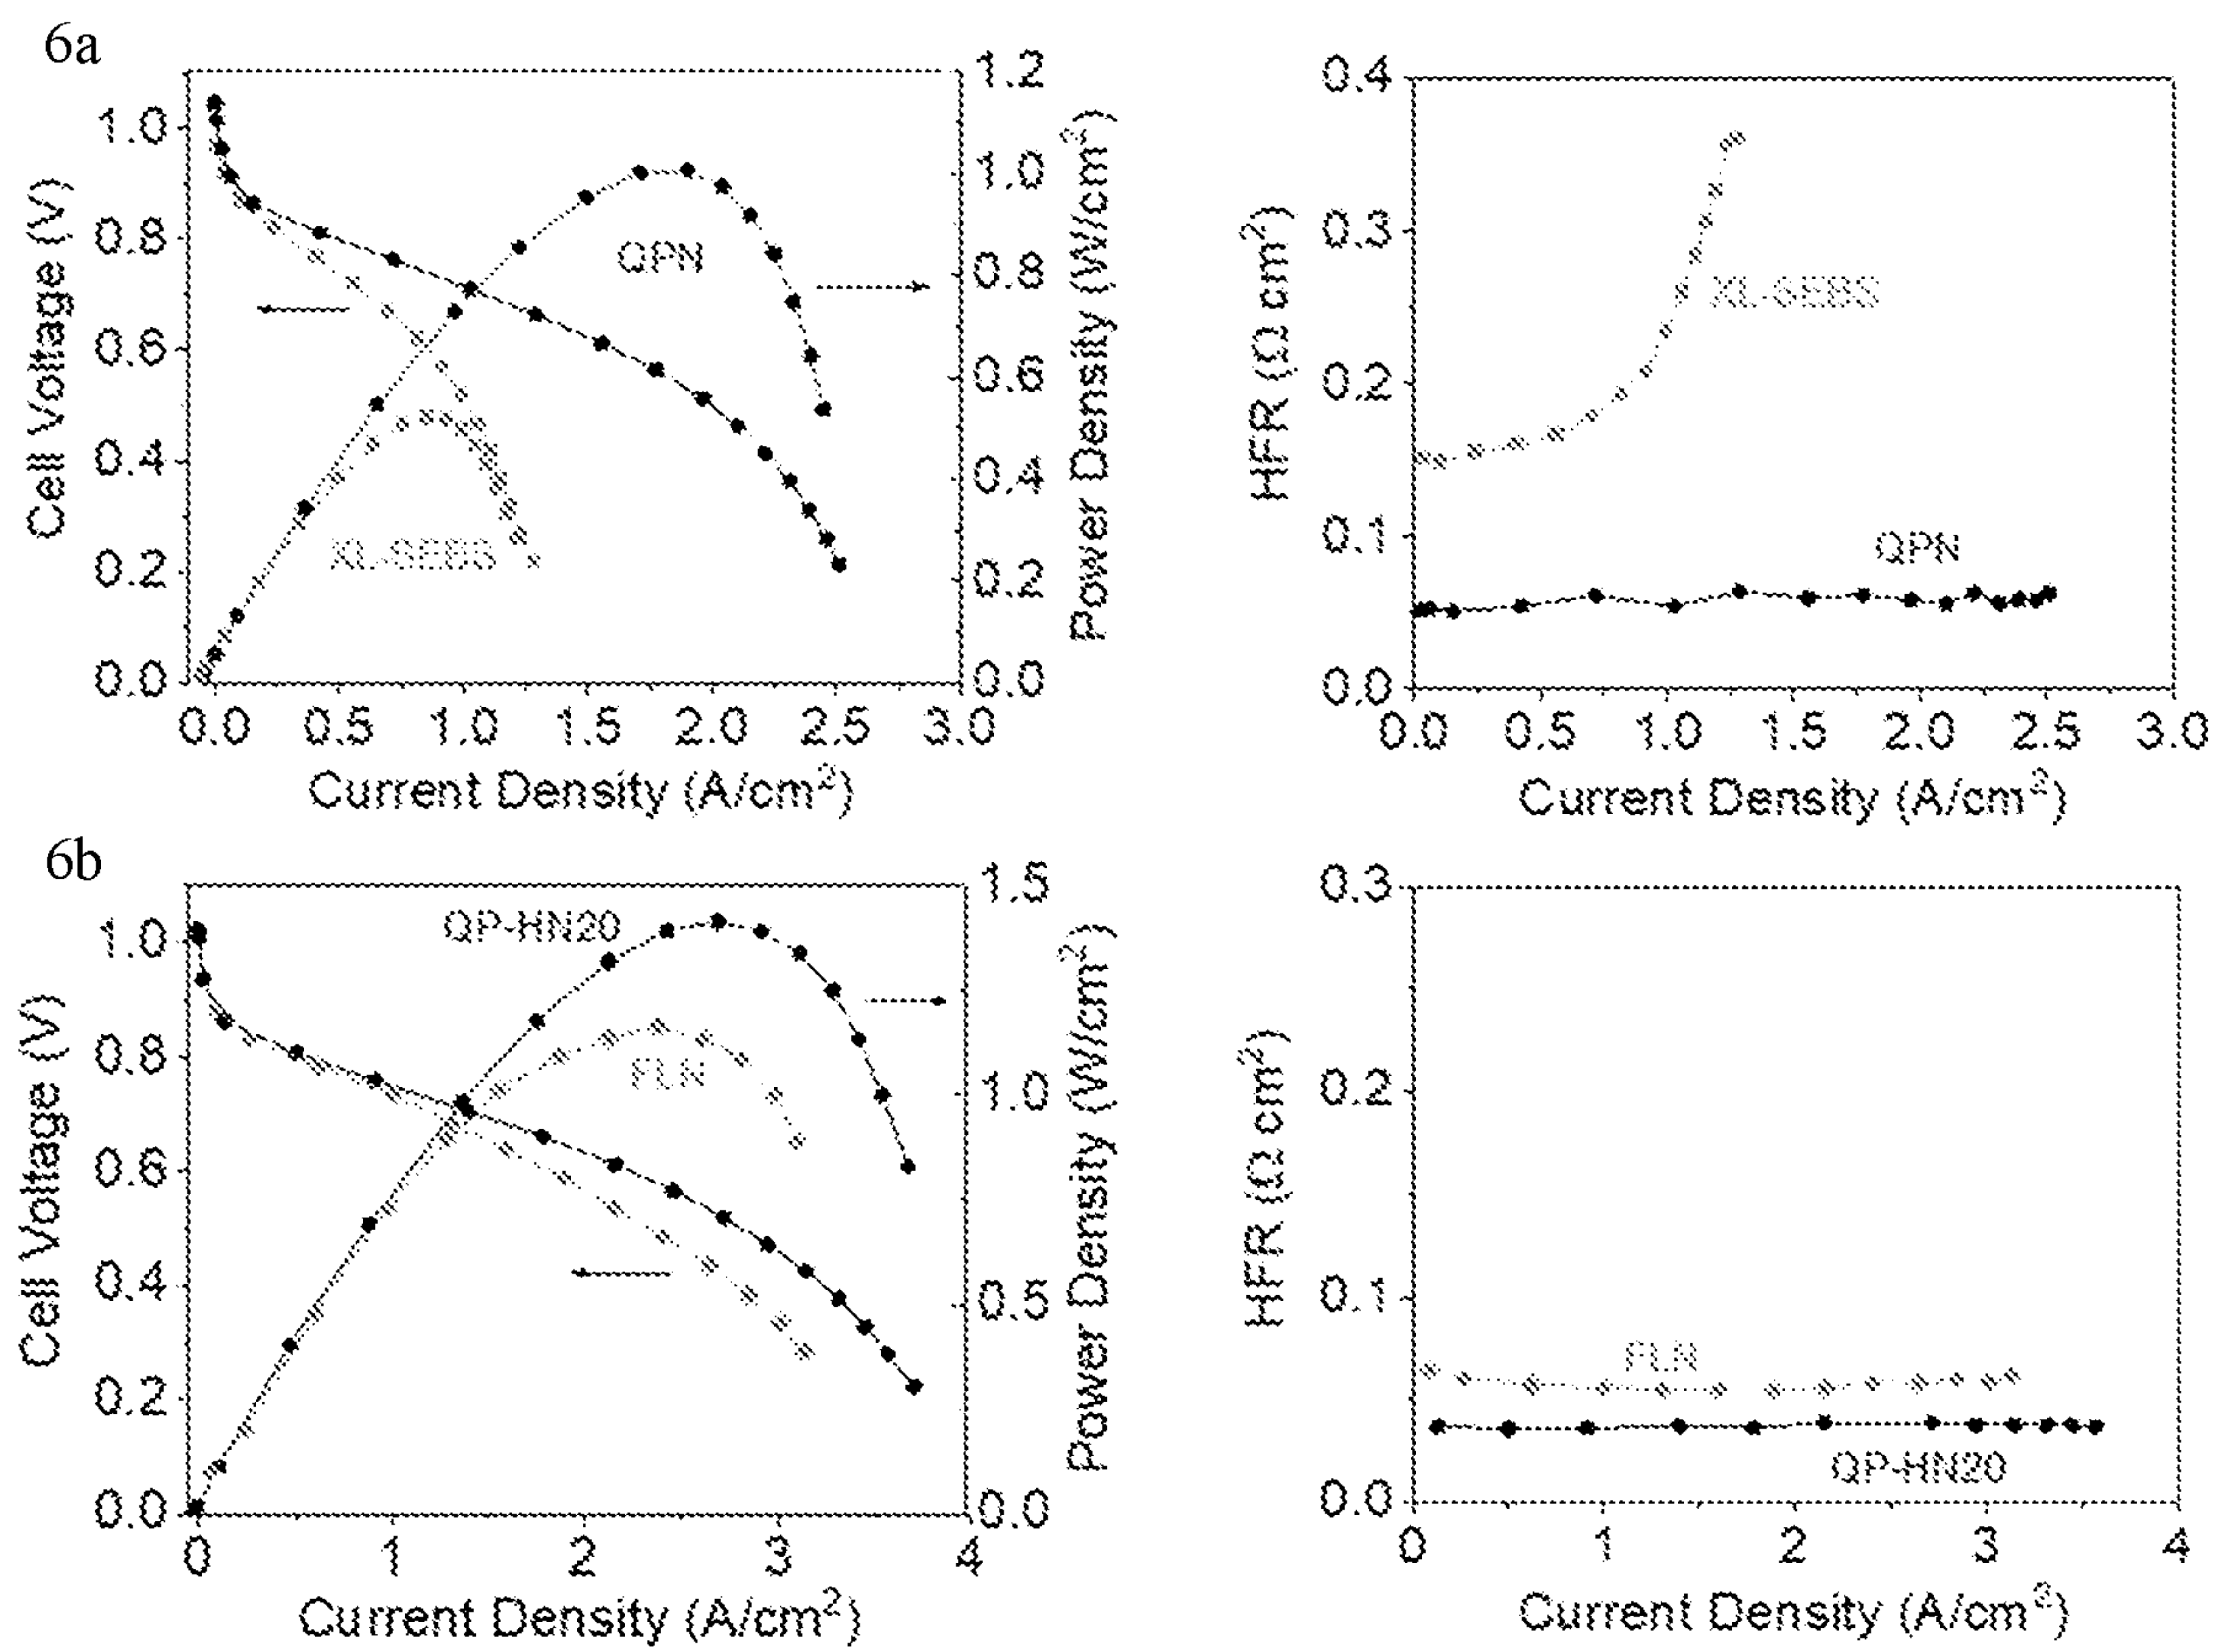 6a
1.2
1.0
0.8
0.6
0.4
0.2
0.0
Cell Voltage (V)
1.0
0.8
0.6
0.4
0.2
0.0
Power Density (W/cm²)
QPN
XL-SEBS
0.0 0.5 1.0 1.5 2.0 2.5 3.0
Current Density (A/cm²)
0.4
0.3
0.2
0.1
0.0
HFR (Ω cm²)
XL-SEBS
QPN
0.0 0.5 1.0 1.5 2.0 2.5 3.0
Current Density (A/cm²)
6b
1.5
1.0
0.5
0.0
Cell Voltage (V)
1.0
0.8
0.6
0.4
0.2
0.0
Power Density (W/cm²)
QP-HN20
FLN
0 1 2 3 4
Current Density (A/cm²)
0.3
0.2
0.1
0.0
HFR (Ω cm²)
FLN
QP-HN20
0 1 2 3 4
Current Density (A/cm²)